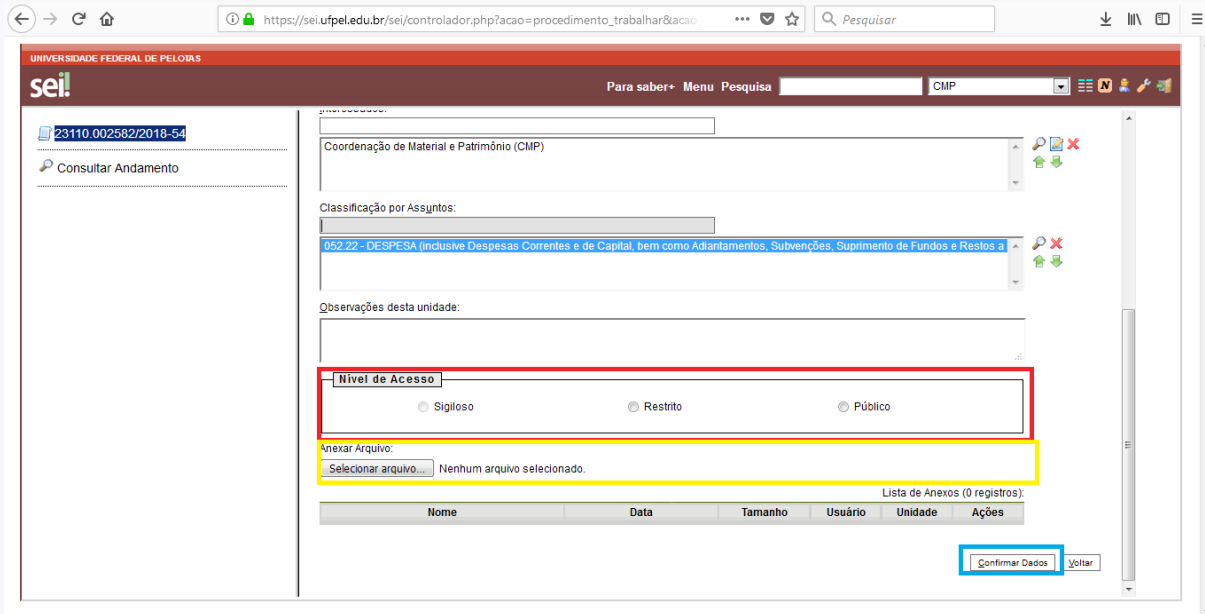 https://sei.ufpel.edu.br/sei/controlador.php?acao=procedimento_trabalhar&acao_
Pesquisar
UNIVERSIDADE FEDERAL DE PELOTAS
sei!
Para saber+ Menu Pesquisa
CMP
N
23110.002582/2018-54
Consultar Andamento
Interessados:
Coordenação de Material e Patrimônio (CMP)
Classificação por Assuntos:
052.22 - DESPESA (inclusive Despesas Correntes e de Capital, bem como Adiantamentos, Subvenções, Suprimento de Fundos e Restos a
Observações desta unidade:
Nível de Acesso
Sigiloso Restrito Público
Anexar Arquivo:
Selecionar arquivo... Nenhum arquivo selecionado.
Lista de Anexos (0 registros):
Nome Data Tamanho Usuário Unidade Ações
Confirmar Dados Voltar